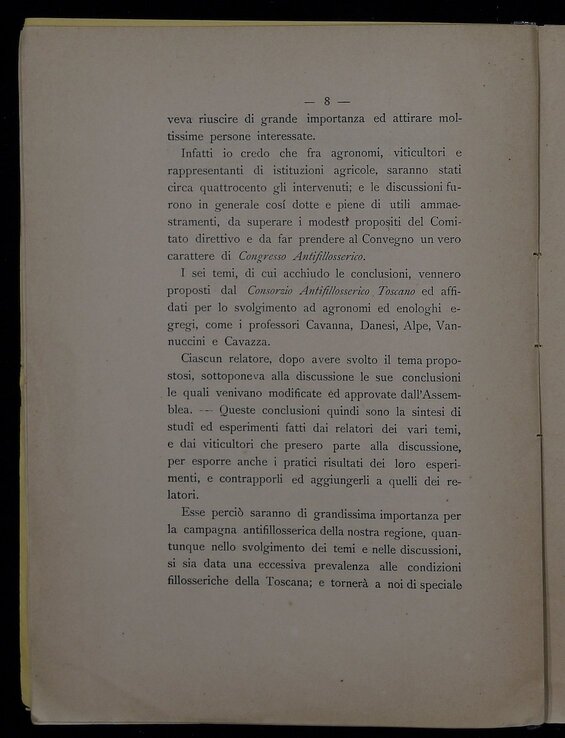 — 8 —
veva riuscire di grande importanza ed attirare mol-
tissime persone interessate.
Infatti io credo che fra agronomi, viticultori e
rappresentanti di istituzioni agricole, saranno stati
circa quattrocento gli intervenuti; e le discussioni fu-
rono in generale cosí dotte e piene di utili ammae-
stramenti, da superare i modesti propositi del Comi-
tato direttivo e da far prendere al Convegno un vero
carattere di Congresso Antifillosserico.
I sei temi, di cui acchiudo le conclusioni, vennero
proposti dal Consorzio Antifillosserico Toscano ed affi-
dati per lo svolgimento ad agronomi ed enologhi e-
gregi, come i professori Cavanna, Danesi, Alpe, Van-
nuccini e Cavazza.
Ciascun relatore, dopo avere svolto il tema propo-
stosi, sottoponeva alla discussione le sue conclusioni
le quali venivano modificate ed approvate dall'Assem-
blea. — Queste conclusioni quindi sono la sintesi di
studi ed esperimenti fatti dai relatori dei vari temi,
e dai viticultori che presero parte alla discussione,
per esporre anche i pratici risultati dei loro esperi-
menti, e contrapporli ed aggiungerli a quelli dei re-
latori.
Esse perciò saranno di grandissima importanza per
la campagna antifillosserica della nostra regione, quan-
tunque nello svolgimento dei temi e nelle discussioni,
si sia data una eccessiva prevalenza alle condizioni
fillosseriche della Toscana; e tornerà a noi di speciale